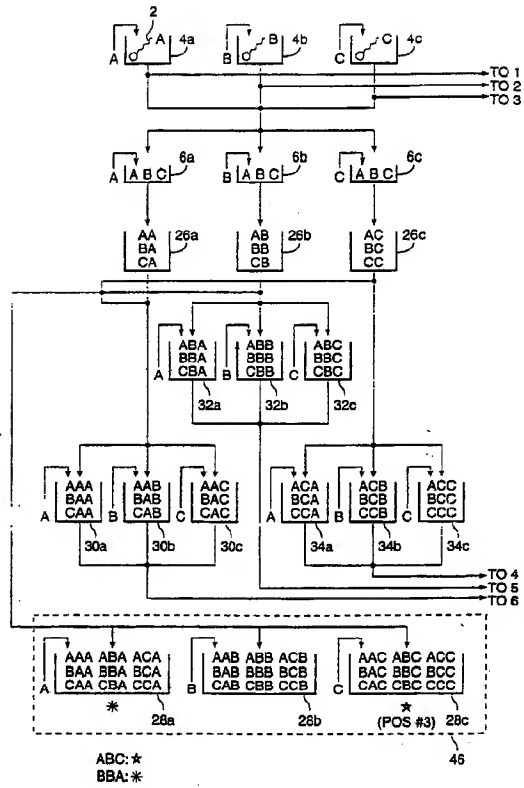 2
A A 4a B B 4b C C 4c
TO 1
TO 2
TO 3
A A B C 6a B A B C 6b C A B C 6c
AA AB AC
BA 26a BB 26b BC 26c
CA CB CC
ABA ABB ABC
BBA BBB BBC
A CBA B CBB C CBC
32a 32b 32c
AAA AAB AAC ACA ACB ACC
BAA BAB BAC BCA BCB BCC
A CAA B CAB C CAC A CCA B CCB C CCC
30a 30b 30c 34a 34b 34c
TO 4
TO 5
TO 6
AAA ABA ACA AAB ABB ACB AAC ABC ACC
BAA BBA BCA BAB BBB BCB BAC BBC BCC
A CAA CBA CCA B CAB CBB CCB C CAC CBC CCC
* 28a 28b ★ 28c
(POS #3)
46
ABC: ★
BBA: *